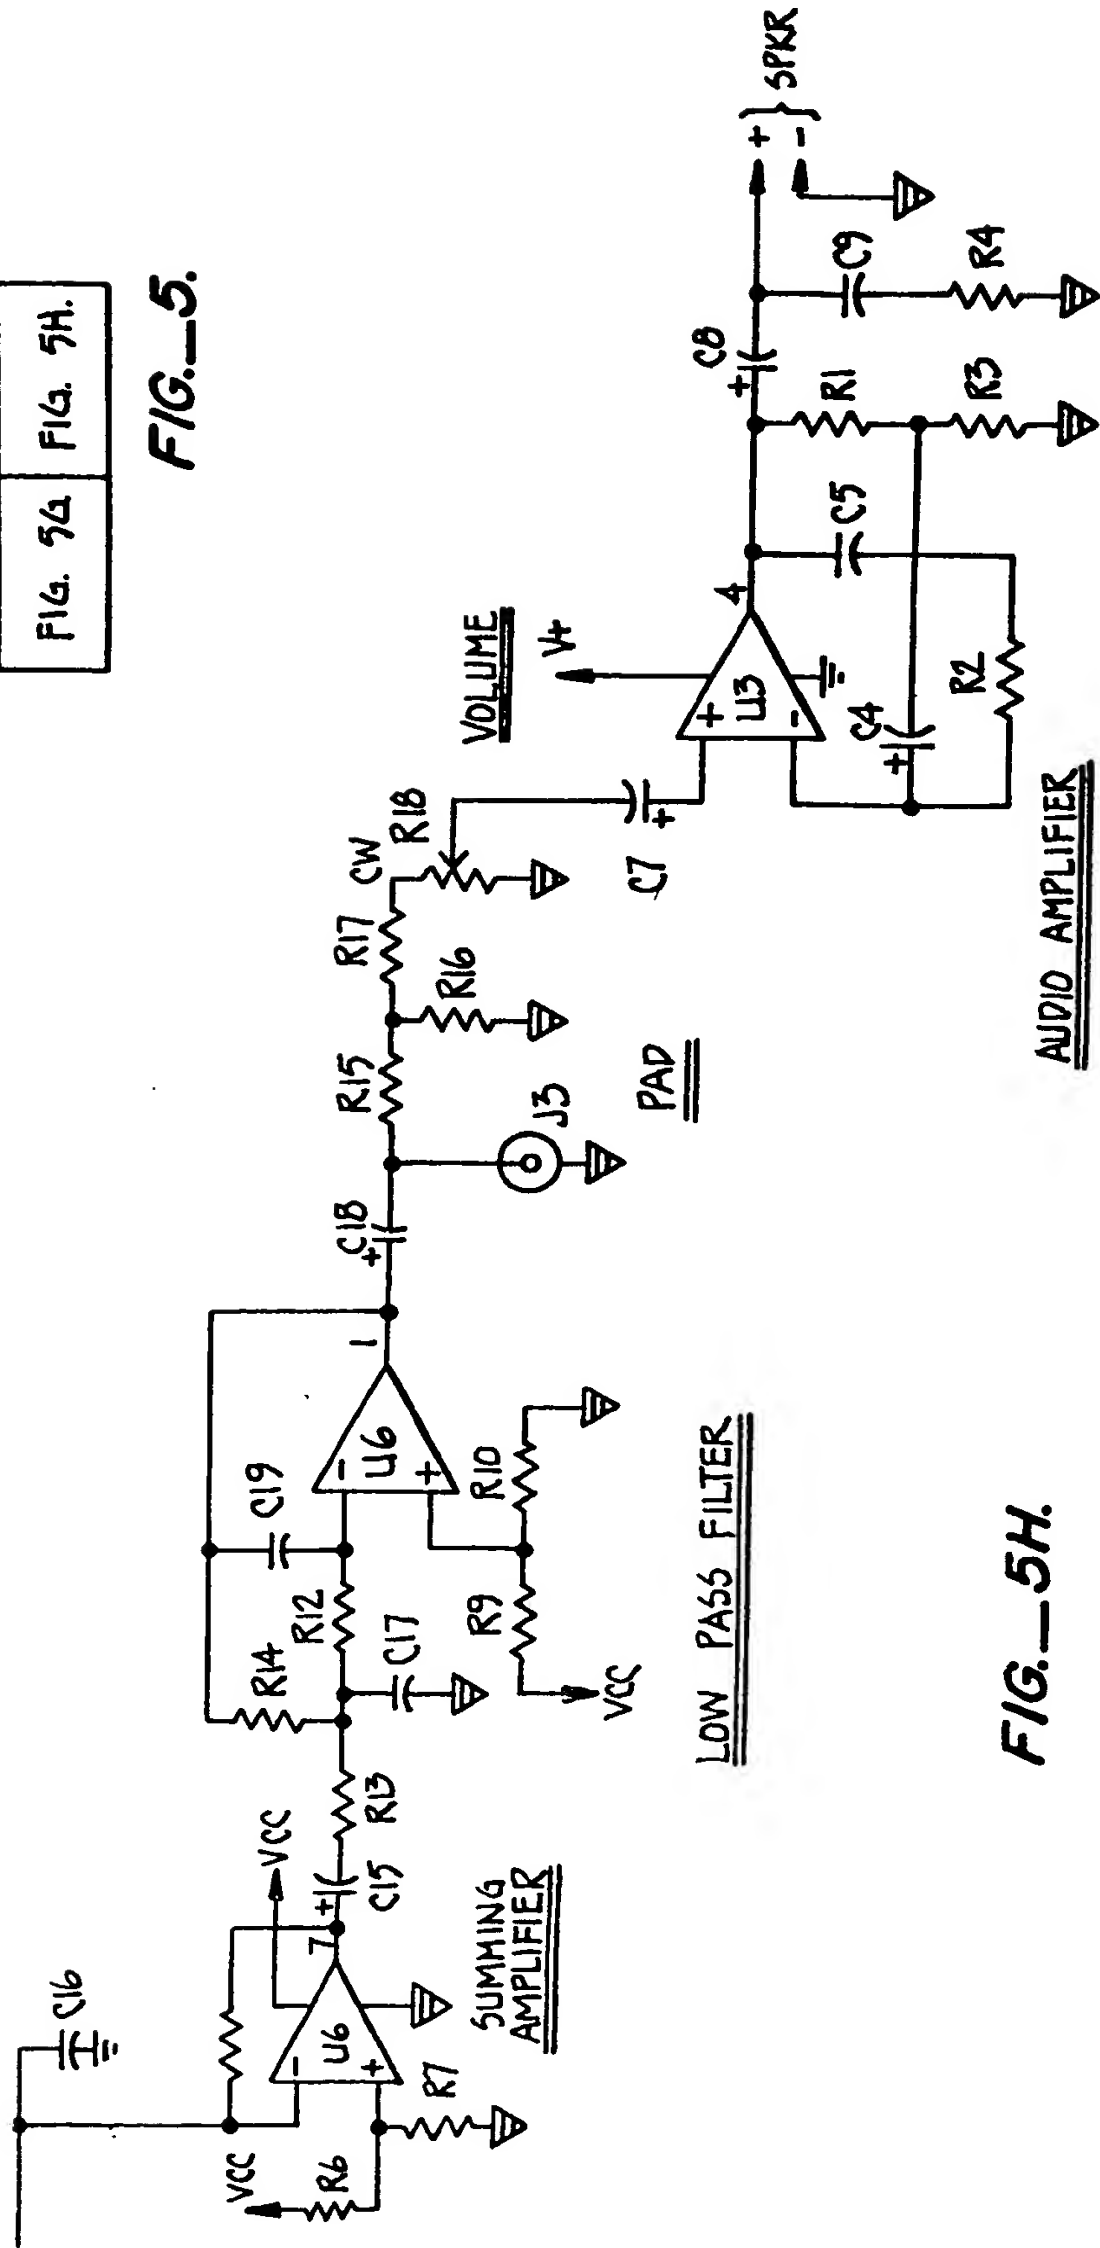 FIG. 5G FIG. 5H.
FIG._5.
C16
VCC
R6
R7
U6
-
+
7
VCC
SUMMING
AMPLIFIER
+
C15
R13
R14
R12
C17
C19
U6
-
+
1
R9
R10
VCC
LOW PASS FILTER
+
C18
J3
R15
R16
R17
PAD
CW
R18
VOLUME
C7
+
V+
U3
+
-
4
C4
+
R2
C5
R1
R3
C8
+
C9
R4
+
-
SPKR
AUDIO AMPLIFIER
FIG._5H.